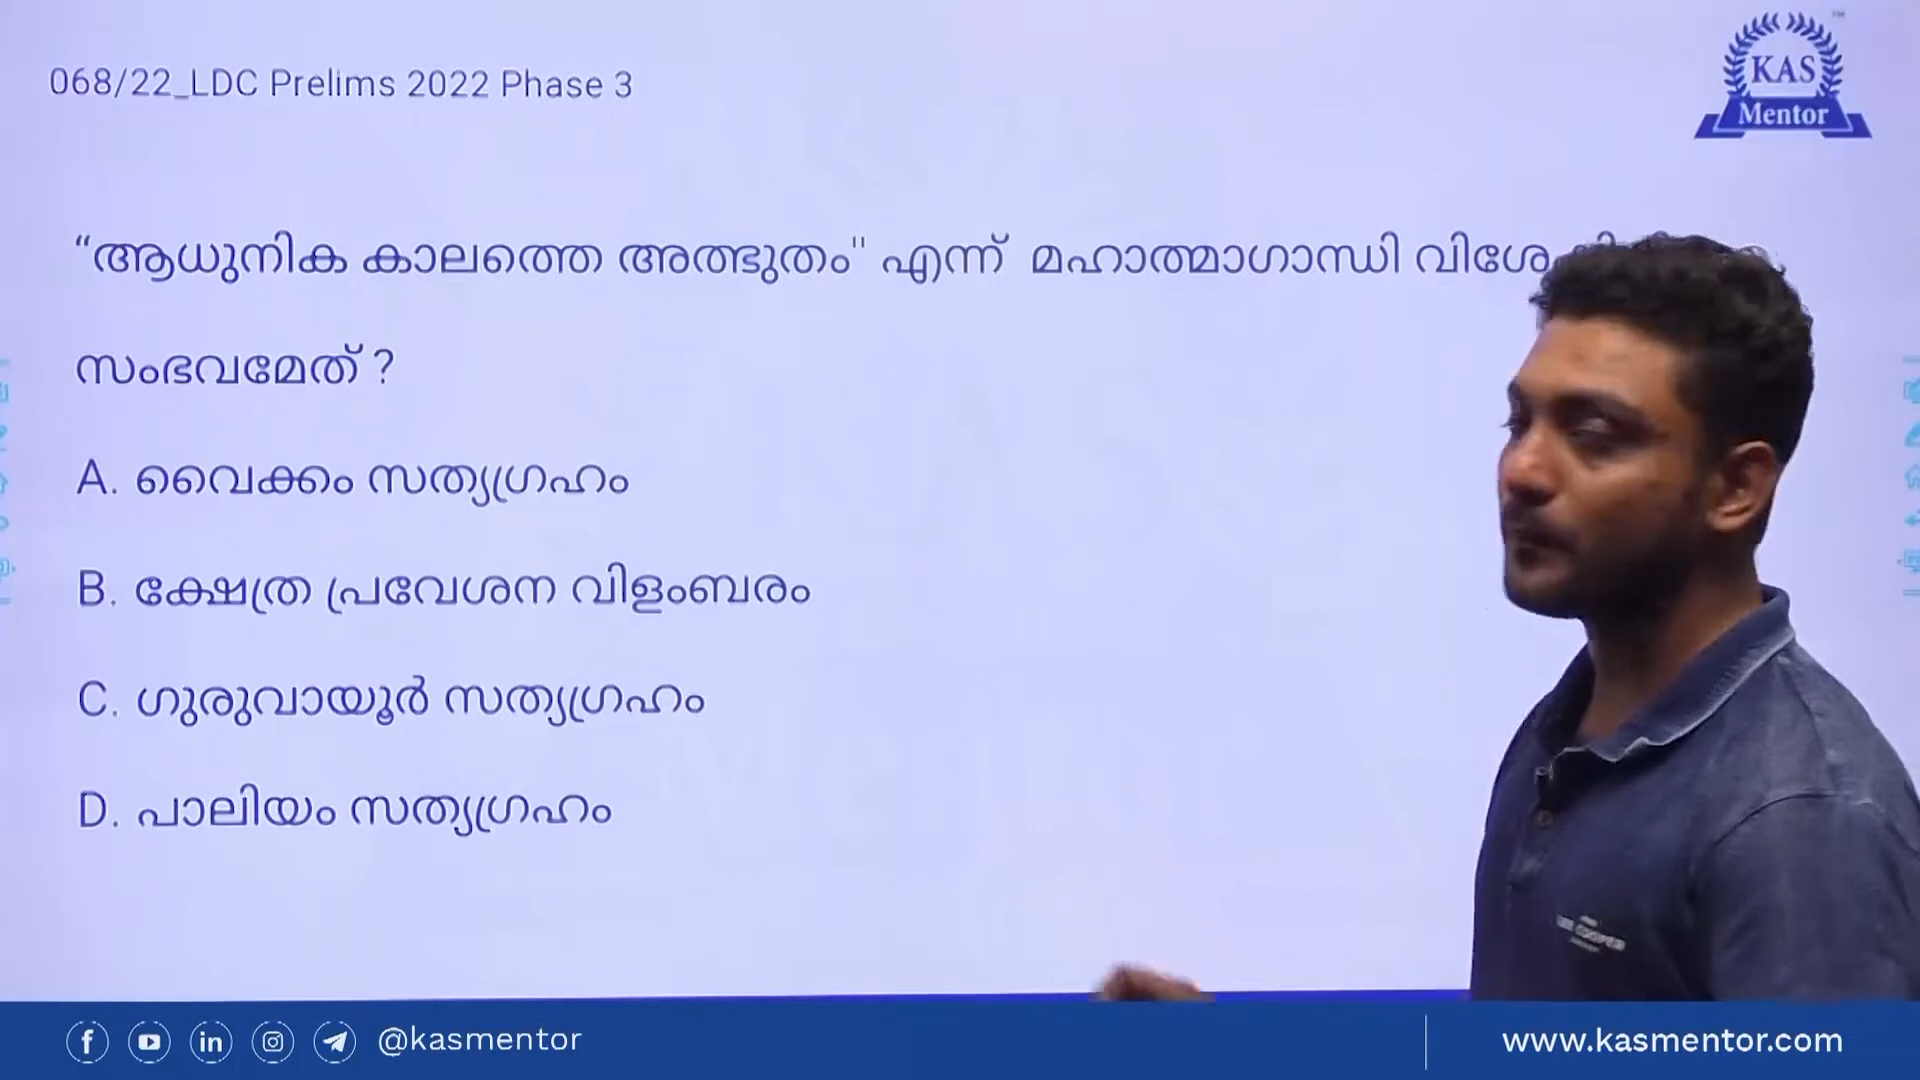 068/22_LDC Prelims 2022 Phase 3
KAS
Mentor
“ആധുനിക കാലത്തെ അത്ഭുതം" എന്ന് മഹാത്മാഗാന്ധി
സംഭവമേത് ?
A. വൈക്കം സത്യഗ്രഹം
B. ക്ഷേത്ര പ്രവേശന വിളംബരം
C. ഗുരുവായൂർ സത്യഗ്രഹം
D. പാലിയം സത്യഗ്രഹം
@kasmentor
www.kasmentor.com